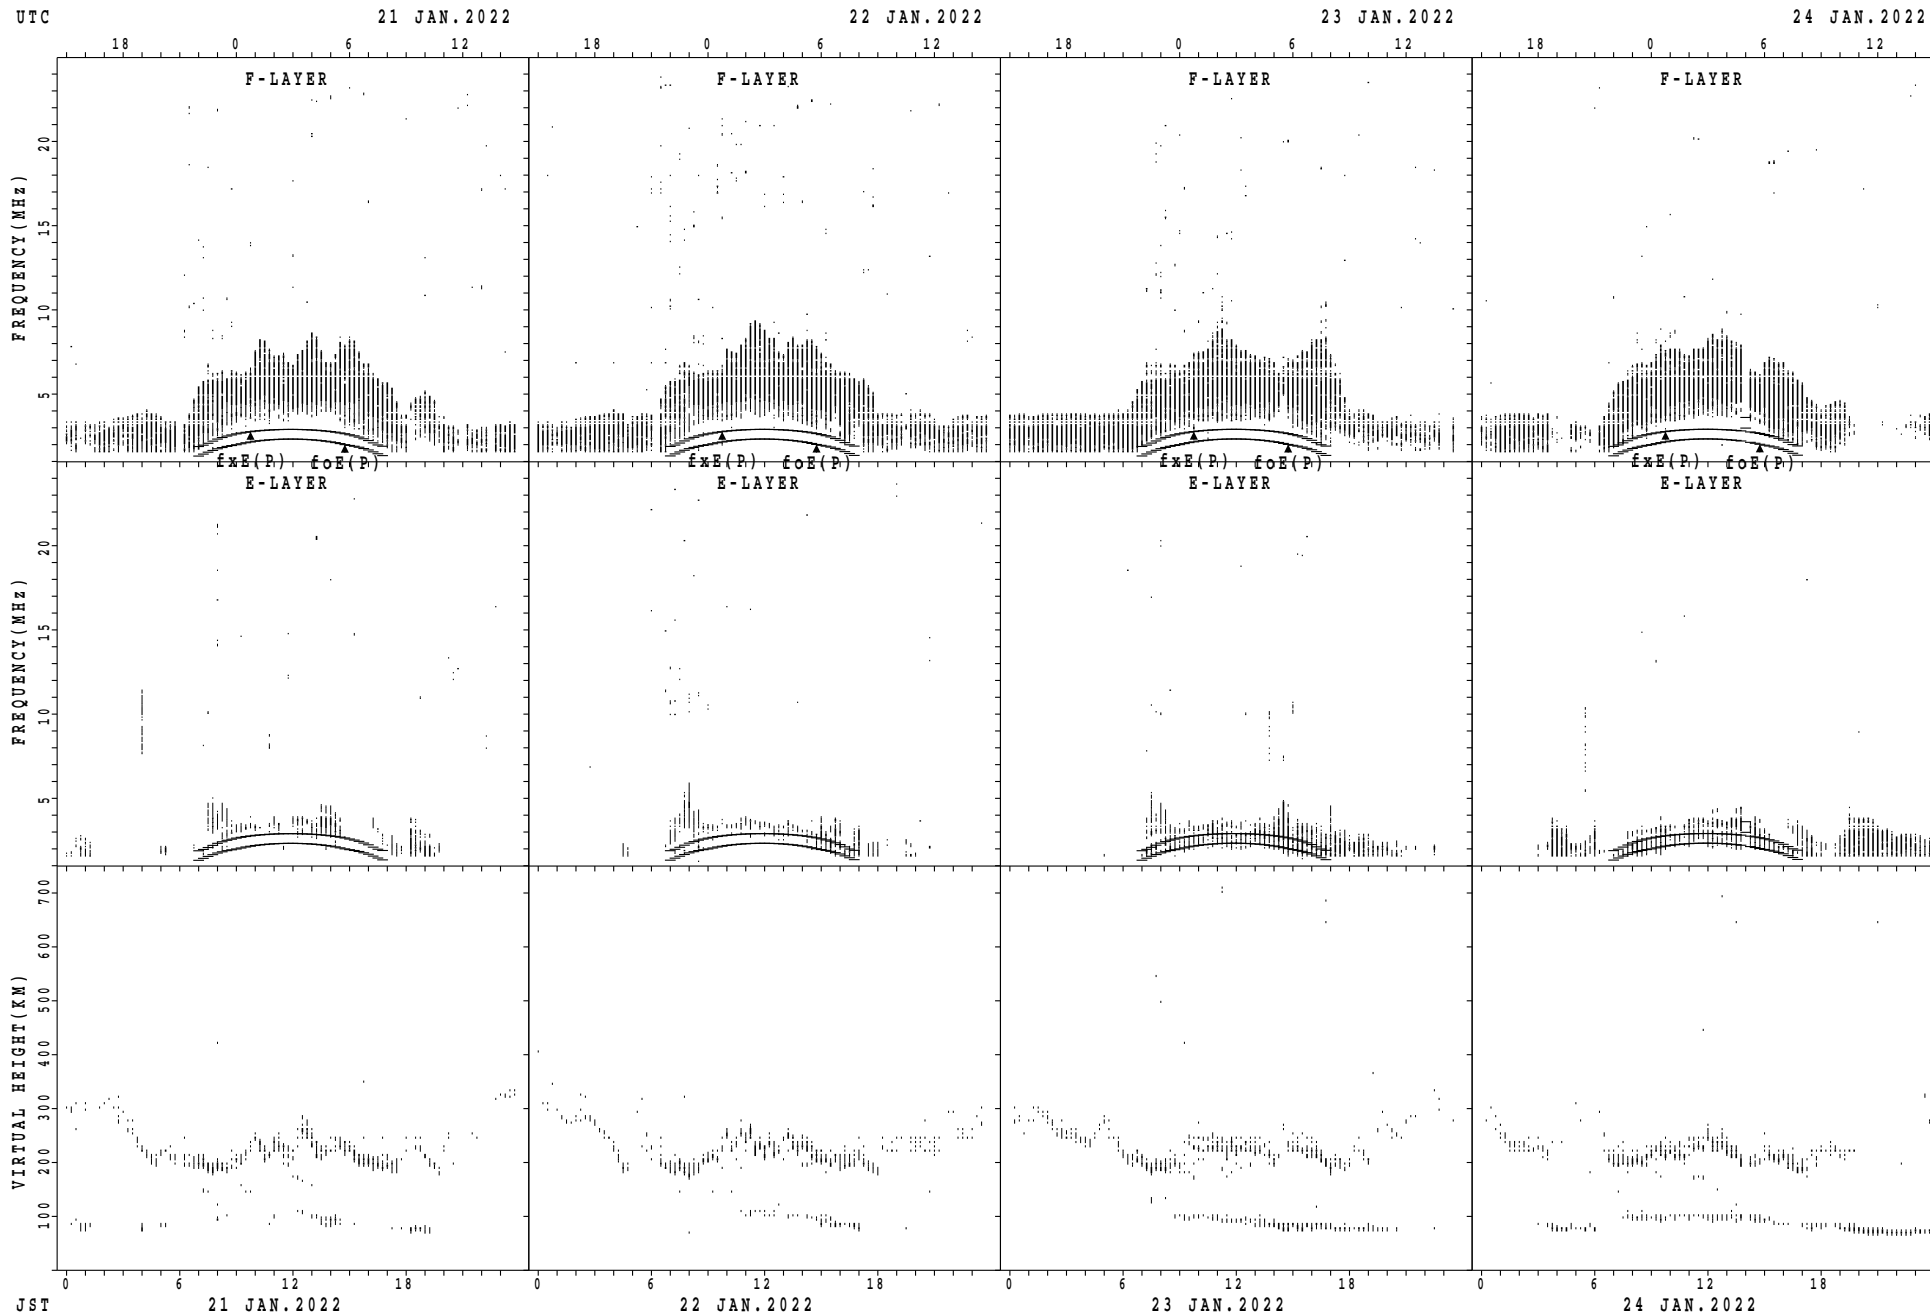 UTC 21 JAN.2022 22 JAN.2022 23 JAN.2022 24 JAN.2022
18 0 6 12 18 0 6 12 18 0 6 12 18 0 6 12
F-LAYER F-LAYER F-LAYER F-LAYER
FREQUENCY(MHz)
20
15
10
5
fxE(P) foE(P) fxE(P) foE(P) fxE(P) foE(P) fxE(P) foE(P)
E-LAYER E-LAYER E-LAYER E-LAYER
FREQUENCY(MHz)
20
15
10
5
VIRTUAL HEIGHT(KM)
700
600
500
400
300
200
100
0 6 12 18 0 6 12 18 0 6 12 18 0 6 12 18
JST 21 JAN.2022 22 JAN.2022 23 JAN.2022 24 JAN.2022